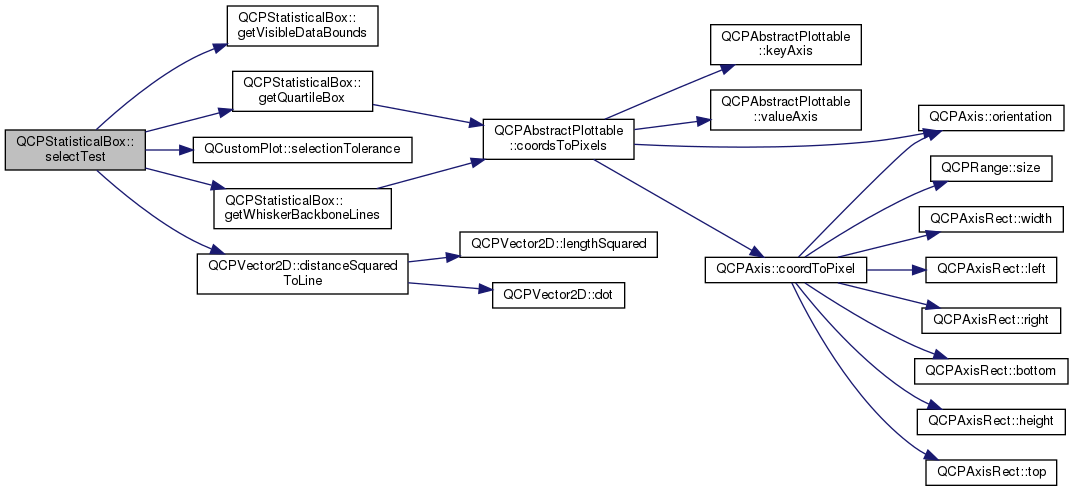 QCPStatisticalBox::
selectTest
QCPStatisticalBox::
getVisibleDataBounds
QCPStatisticalBox::
getQuartileBox
QCustomPlot::selectionTolerance
QCPStatisticalBox::
getWhiskerBackboneLines
QCPVector2D::distanceSquared
ToLine
QCPAbstractPlottable
::coordsToPixels
QCPVector2D::lengthSquared
QCPVector2D::dot
QCPAbstractPlottable
::keyAxis
QCPAbstractPlottable
::valueAxis
QCPAxis::coordToPixel
QCPAxis::orientation
QCPRange::size
QCPAxisRect::width
QCPAxisRect::left
QCPAxisRect::right
QCPAxisRect::bottom
QCPAxisRect::height
QCPAxisRect::top